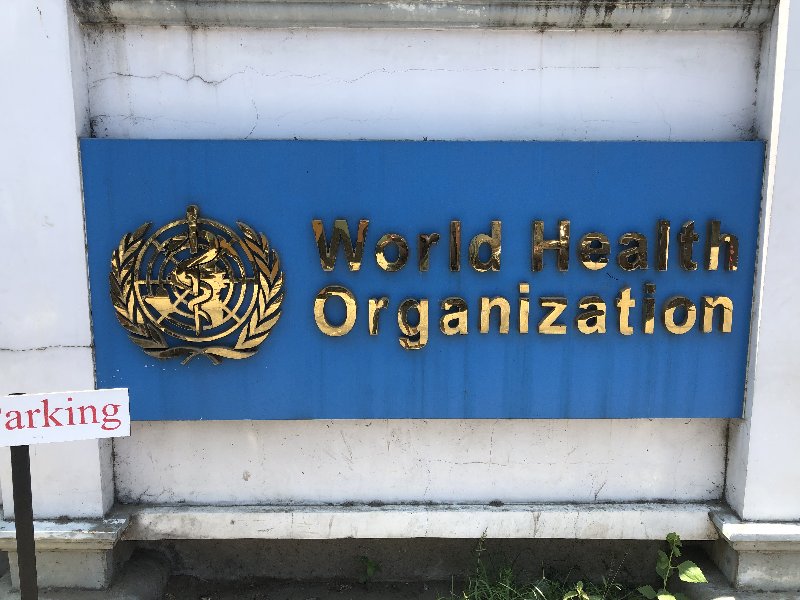 World Health
Organization
arking